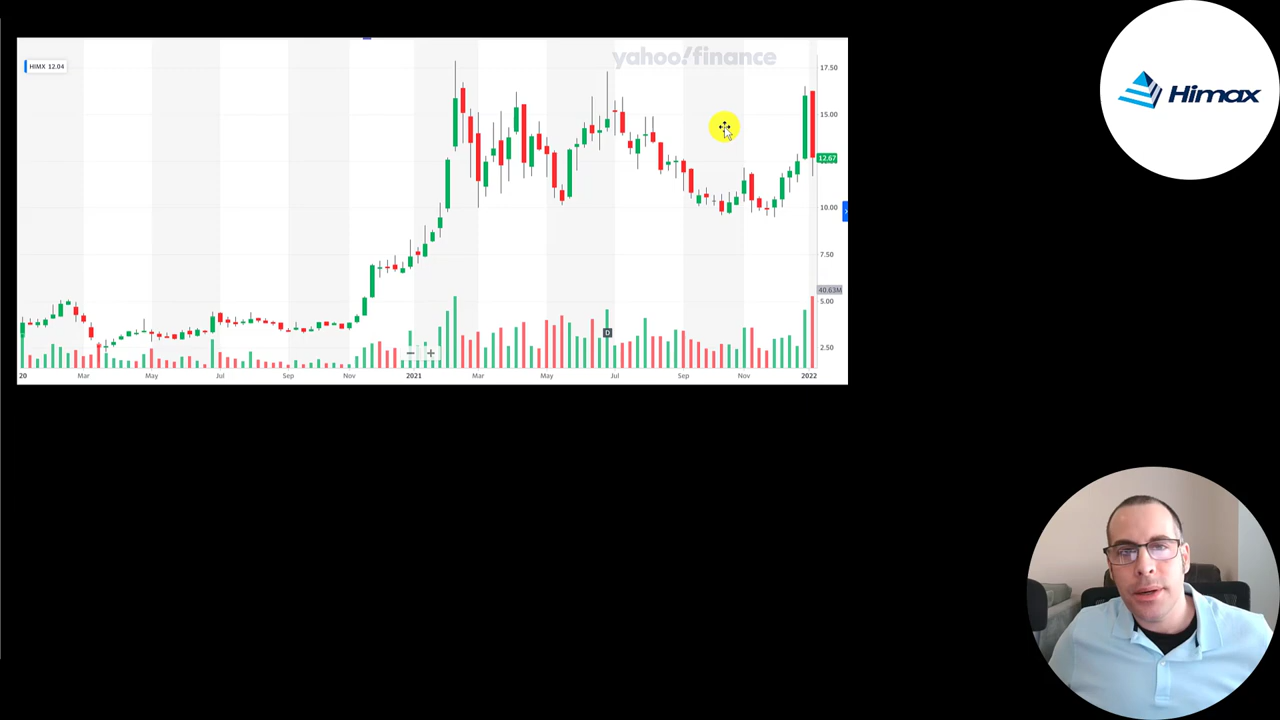 yahoo!finance
HIMX 12.04
Himax
17.50
15.00
12.67
10.00
7.50
40.63M
5.00
2.50
D
20 Mar May Jul Sep Nov 2021 Mar May Jul Sep Nov 2022